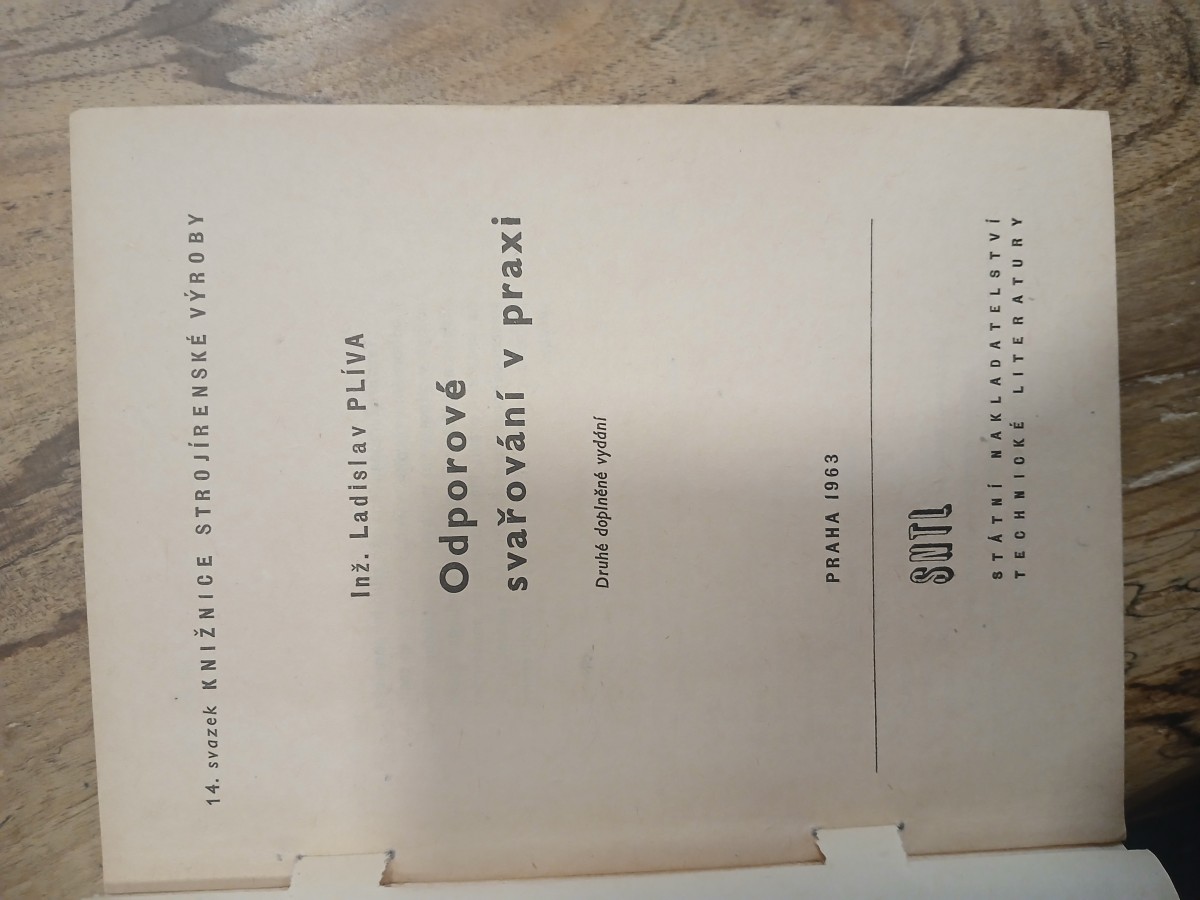 14. svazek KNIŽNICE STROJÍRENSKÉ VÝROBY
Inž. Ladislav PLÍVA
Odporové
svařování v praxi
Druhé doplněné vydání
PRAHA 1963
SNTL
STÁTNÍ NAKLADATELSTVÍ
TECHNICKÉ LITERATURY